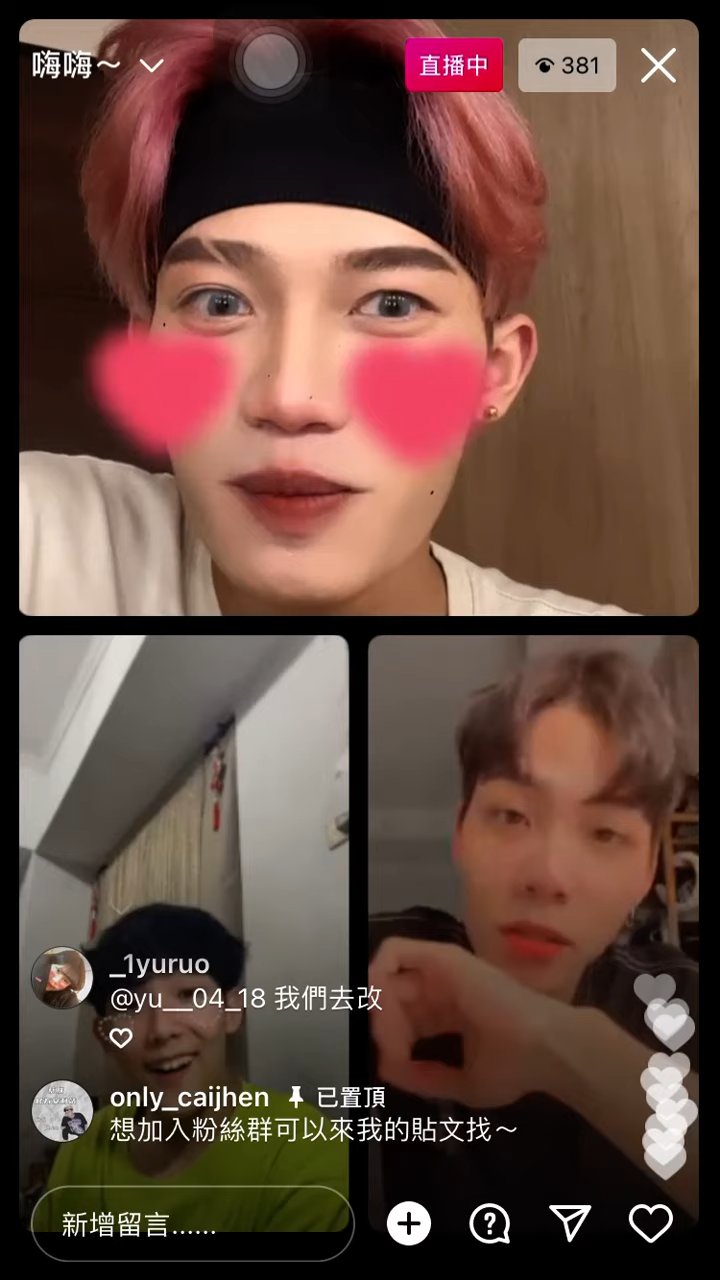 嗨嗨～
直播中
381
_1yuruo
@yu__04_18 我們去改
♡
only_caijhen 已置頂
想加入粉絲群可以來我的貼文找～
新增留言......